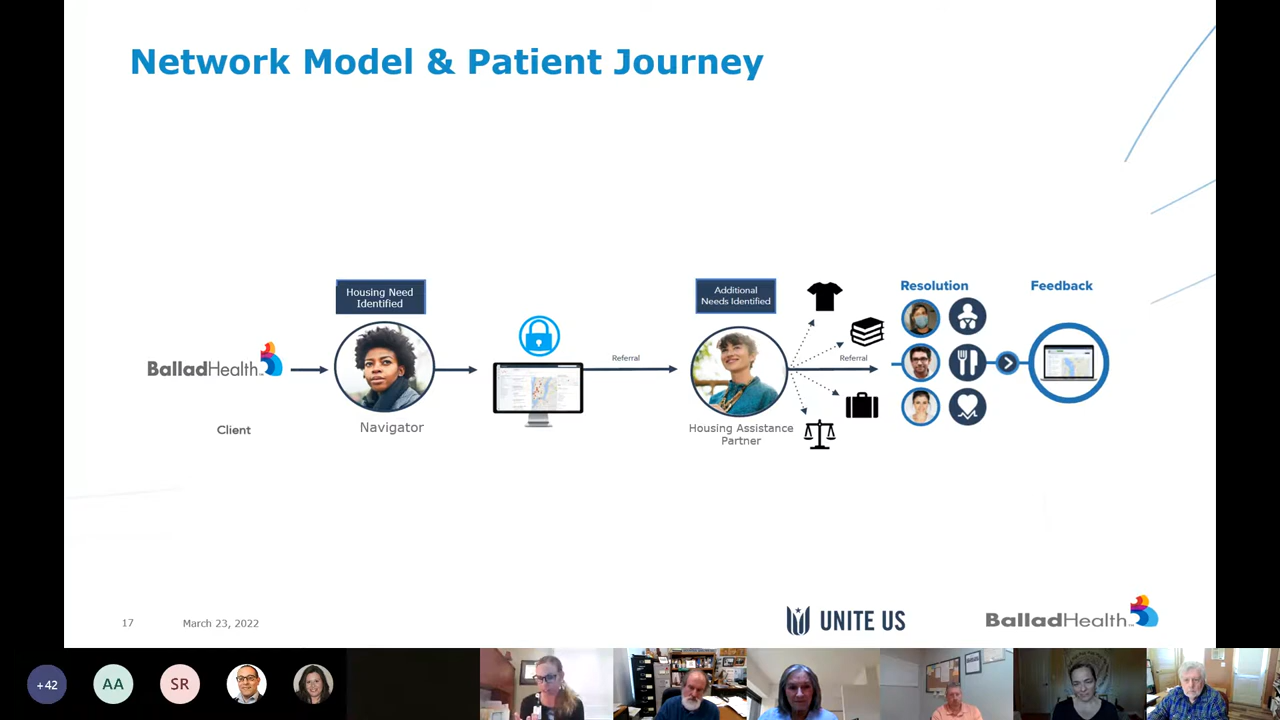 Network Model & Patient Journey
Housing Need
Identified
Additional
Needs Identified
Resolution
Feedback
BalladHealth
Referral
Referral
Client
Navigator
Housing Assistance
Partner
17
March 23, 2022
UNITE US
BalladHealth
+42
AA
SR